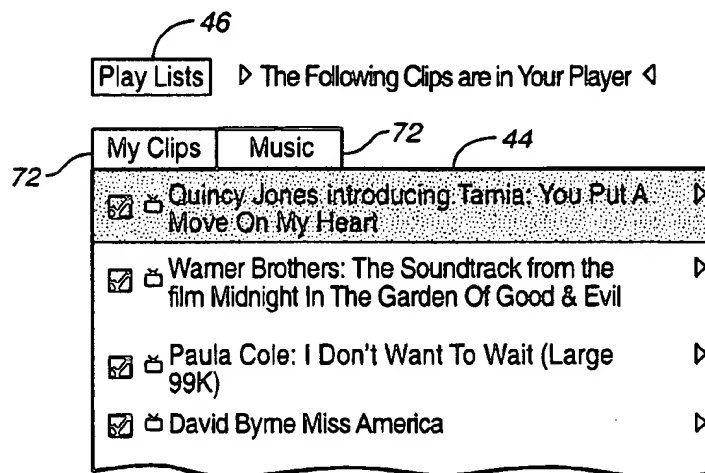 46
Play Lists ▷ The Following Clips are in Your Player ◁
72 My Clips Music 72 44
Quincy Jones introducing Tamia: You Put A
Move On My Heart
Warner Brothers: The Soundtrack from the
film Midnight In The Garden Of Good & Evil
Paula Cole: I Don't Want To Wait (Large
99K)
David Byrne Miss America